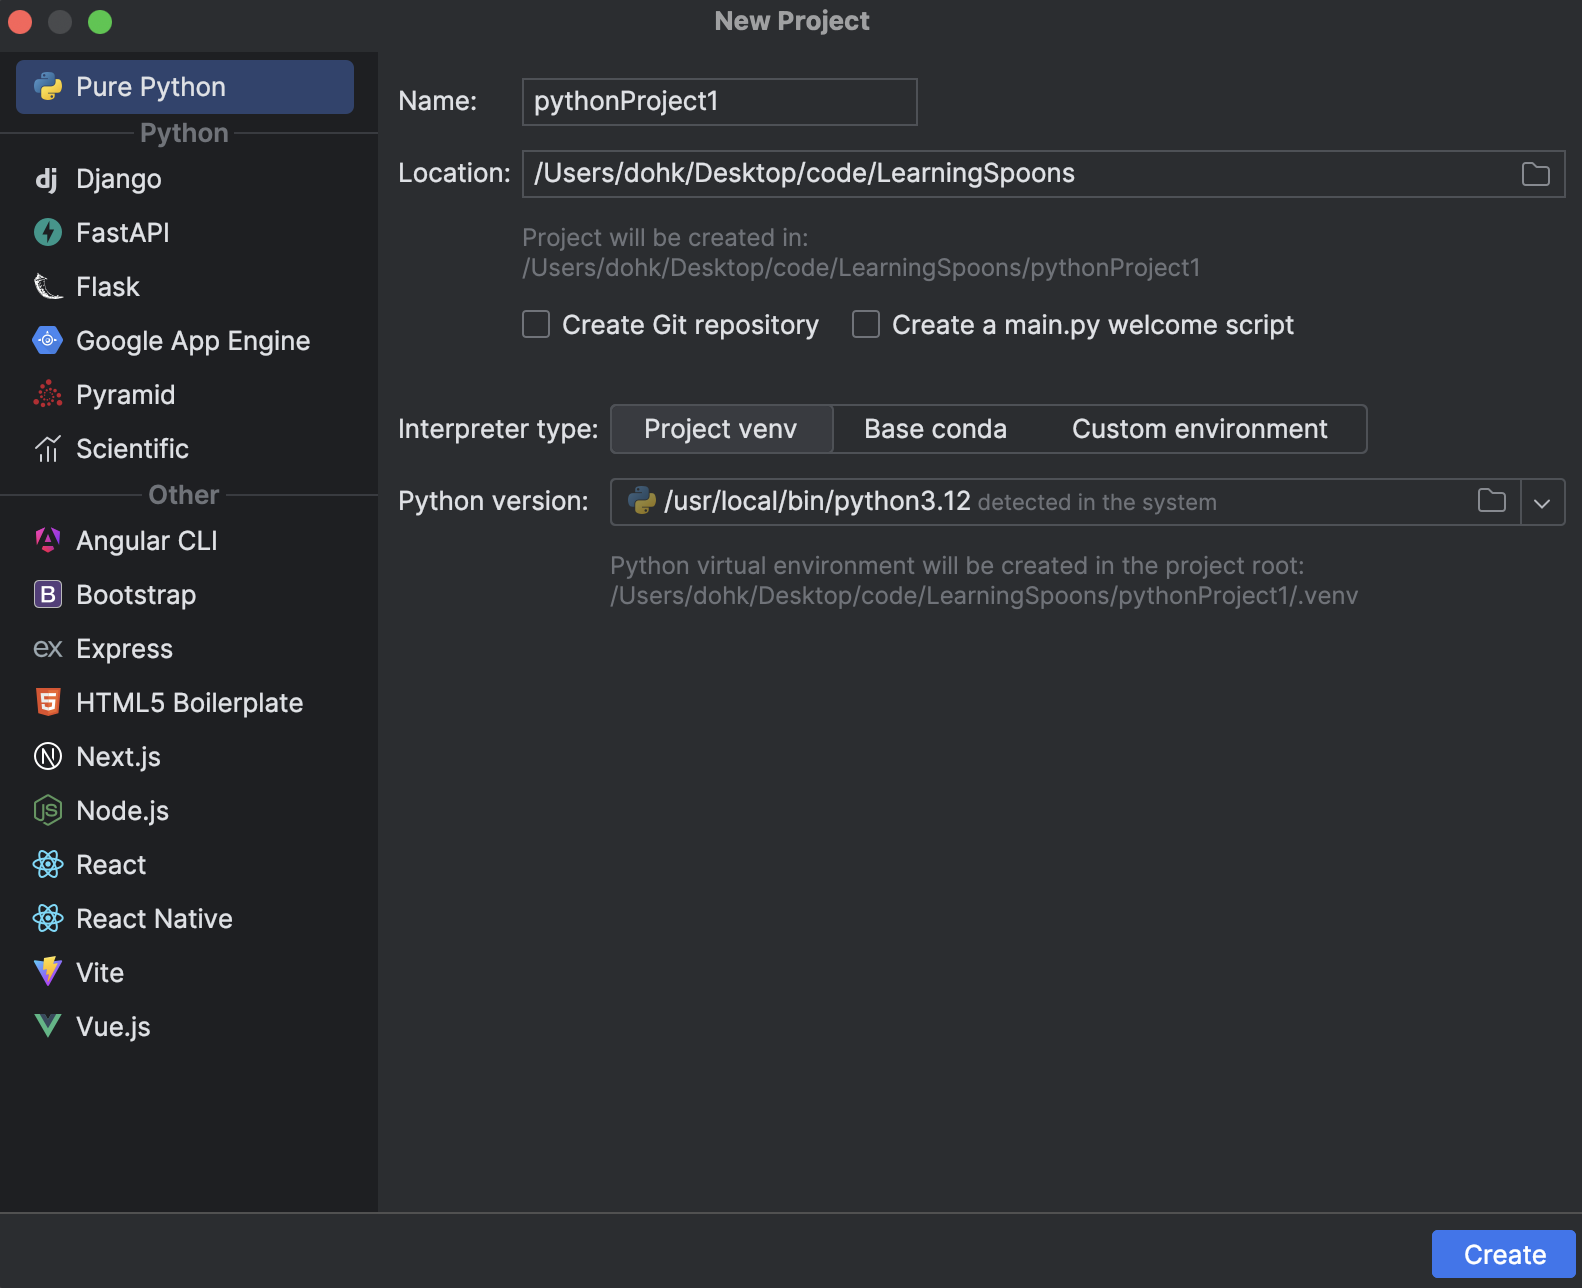 New Project
Pure Python
Python
dj Django
FastAPI
Flask
Google App Engine
Pyramid
Scientific
Other
Angular CLI
B Bootstrap
ex Express
5 HTML5 Boilerplate
N Next.js
JS Node.js
React
React Native
Vite
Vue.js
Name: pythonProject1
Location: /Users/dohk/Desktop/code/LearningSpoons
Project will be created in:
/Users/dohk/Desktop/code/LearningSpoons/pythonProject1
Create Git repository Create a main.py welcome script
Interpreter type: Project venv Base conda Custom environment
Python version: /usr/local/bin/python3.12 detected in the system
Python virtual environment will be created in the project root:
/Users/dohk/Desktop/code/LearningSpoons/pythonProject1/.venv
Create